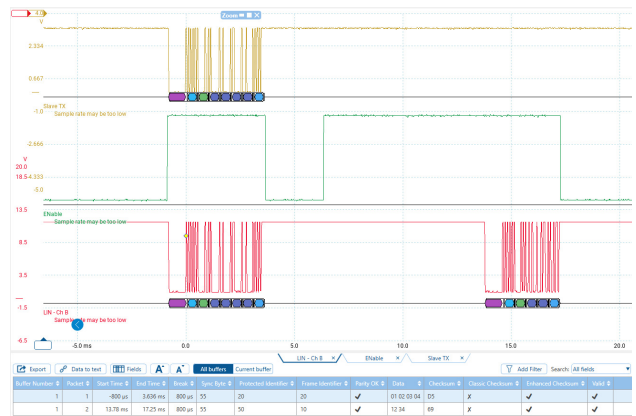 4.0
Zoom
V
2.334
0.667
-1.0
Slave TX
Sample rate may be too low
-2.666
V
20.0
18.5
-4.333
-5.0
13.5
ENable
Sample rate may be too low
8.5
3.5
-1.5
LIN - Ch B
Sample rate may be too low
-6.5
-5.0 ms
0.0
5.0
10.0
15.0
20.0
LIN - Ch B × ENable × Slave TX ×
Export Data to text Fields A A All buffers Current buffer Add Filter Search: All fields
Buffer Number Packet Start Time End Time Break Sync Byte Protected Identifier Frame Identifier Parity OK Data Checksum Classic Checksum Enhanced Checksum Valid
1 1 -800 µs 3.636 ms 800 µs 55 20 20 ✓ 01 02 03 04 D5 ✗ ✓ ✓
1 2 13.78 ms 17.25 ms 800 µs 55 50 10 ✓ 12 34 69 ✗ ✓ ✓